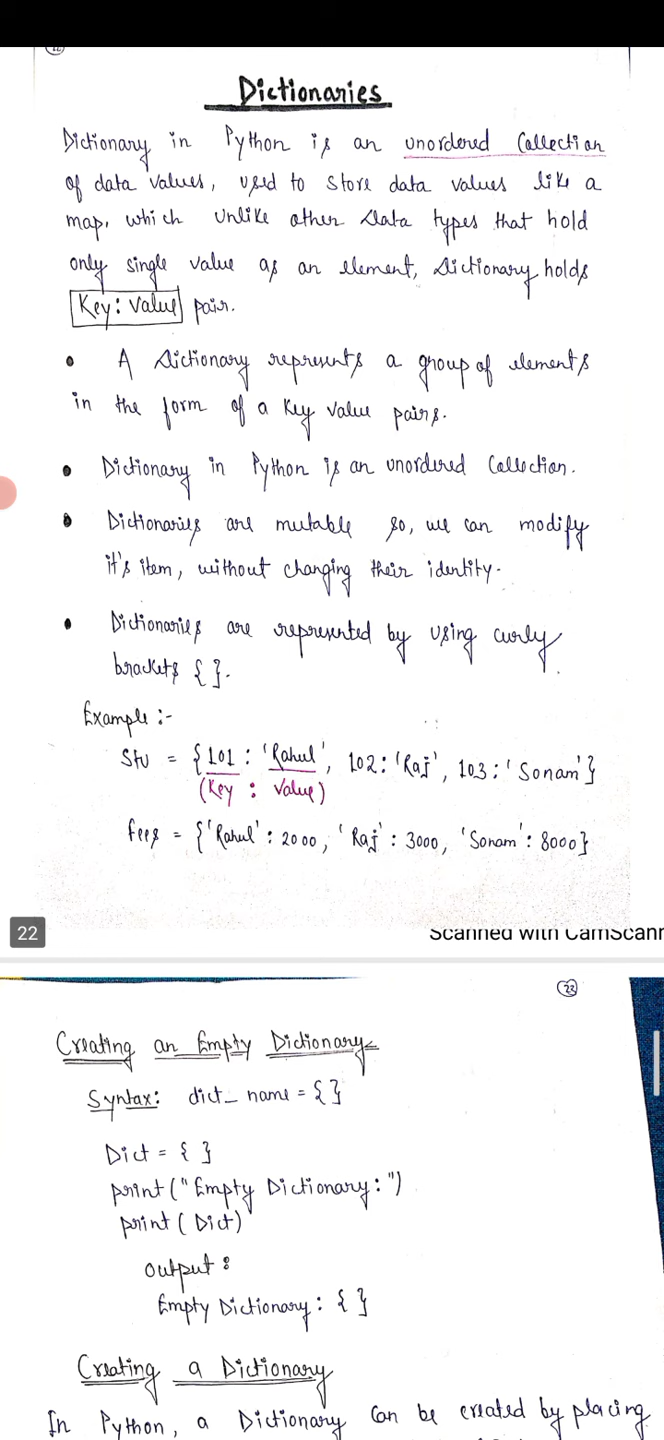 Dictionaries
Dictionary in Python is an unordered Collection
of data values, used to store data values like a
map, which unlike other data types that hold
only single value as an element, dictionary holds
Key: value pair.
• A dictionary represents a group of elements
in the form of a key value pairs.
• Dictionary in Python is an unordered Collection.
• Dictionaries are mutable so, we can modify
it's item, without changing their identity.
• Dictionaries are represented by using curly
brackets { }.
Example :-
Stu = {101 : 'Rahul', 102: 'Raj', 103: 'Sonam'}
(Key : Value)
fees = {'Rahul': 2000, 'Raj': 3000, 'Sonam': 8000}
22
Scanned with CamScann
22
Creating an Empty Dictionary
Syntax: dict_name = { }
Dict = { }
print("Empty Dictionary:")
print(Dict)
output:
Empty Dictionary: { }
Creating a Dictionary
In Python, a Dictionary can be created by placing